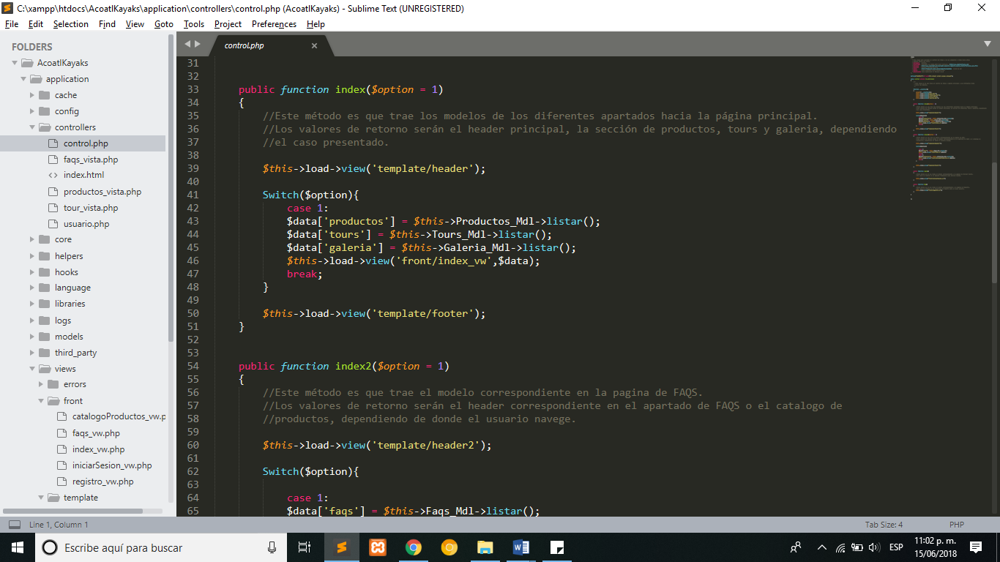 C:\xampp\htdocs\AcoatlKayaks\application\controllers\control.php (AcoatlKayaks) - Sublime Text (UNREGISTERED)
File Edit Selection Find View Goto Tools Project Preferences Help
FOLDERS
AcoatlKayaks
application
cache
config
controllers
control.php
faqs_vista.php
<> index.html
productos_vista.php
tour_vista.php
usuario.php
core
helpers
hooks
language
libraries
logs
models
third_party
views
errors
front
catalogoProductos_vw.p
faqs_vw.php
index_vw.php
iniciarSesion_vw.php
registro_vw.php
template
control.php
31
32
33 public function index($option = 1)
34 {
35 //Este método es que trae los modelos de los diferentes apartados hacia la página principal.
36 //Los valores de retorno serán el header principal, la sección de productos, tours y galeria, dependiendo
37 //el caso presentado.
38
39 $this->load->view('template/header');
40
41 Switch($option){
42 case 1:
43 $data['productos'] = $this->Productos_Mdl->listar();
44 $data['tours'] = $this->Tours_Mdl->listar();
45 $data['galeria'] = $this->Galeria_Mdl->listar();
46 $this->load->view('front/index_vw',$data);
47 break;
48 }
49
50 $this->load->view('template/footer');
51 }
52
53
54 public function index2($option = 1)
55 {
56 //Este método es que trae el modelo correspondiente en la pagina de FAQS.
57 //Los valores de retorno serán el header correspondiente en el apartado de FAQS o el catalogo de
58 //productos, dependiendo de donde el usuario navege.
59
60 $this->load->view('template/header2');
61
62 Switch($option){
63
64 case 1:
65 $data['faqs'] = $this->Faqs_Mdl->listar();
Line 1, Column 1
Tab Size: 4
PHP
Escribe aquí para buscar
ESP
11:02 p. m.
15/06/2018